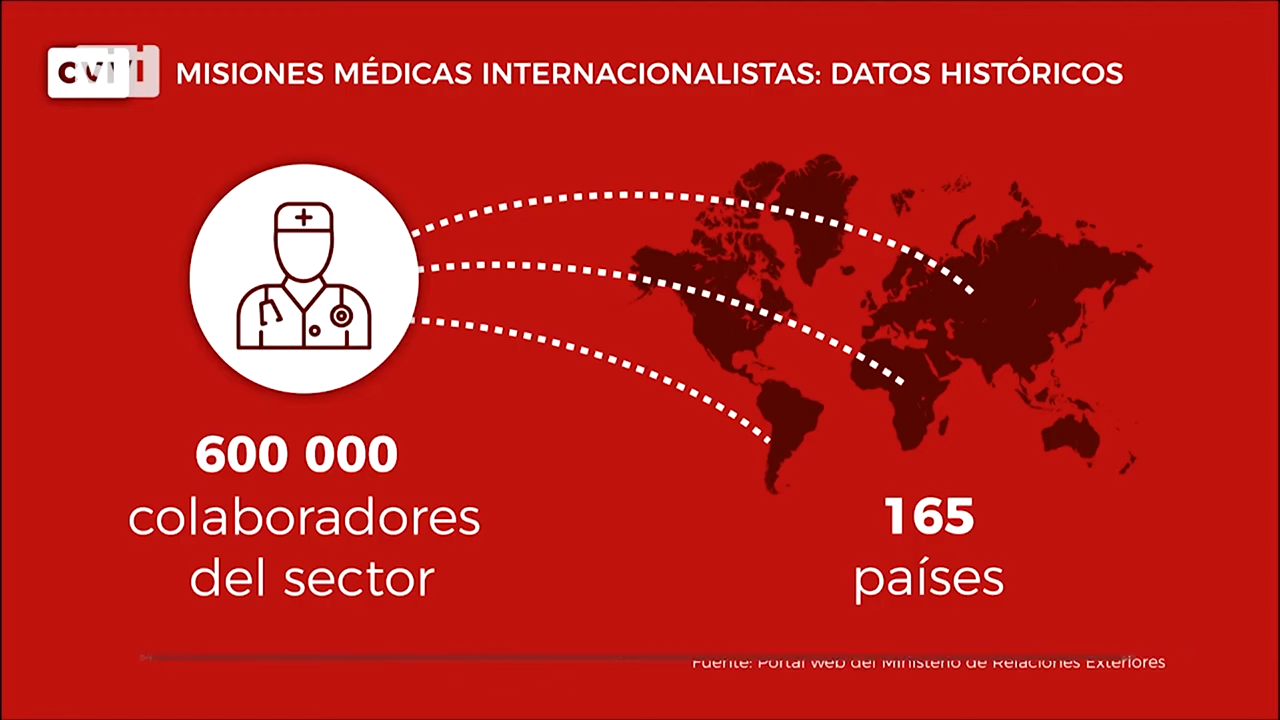 MISIONES MÉDICAS INTERNACIONALISTAS: DATOS HISTÓRICOS
600 000
colaboradores
del sector
165
países
Fuente: Portal web del Ministerio de Relaciones Exteriores